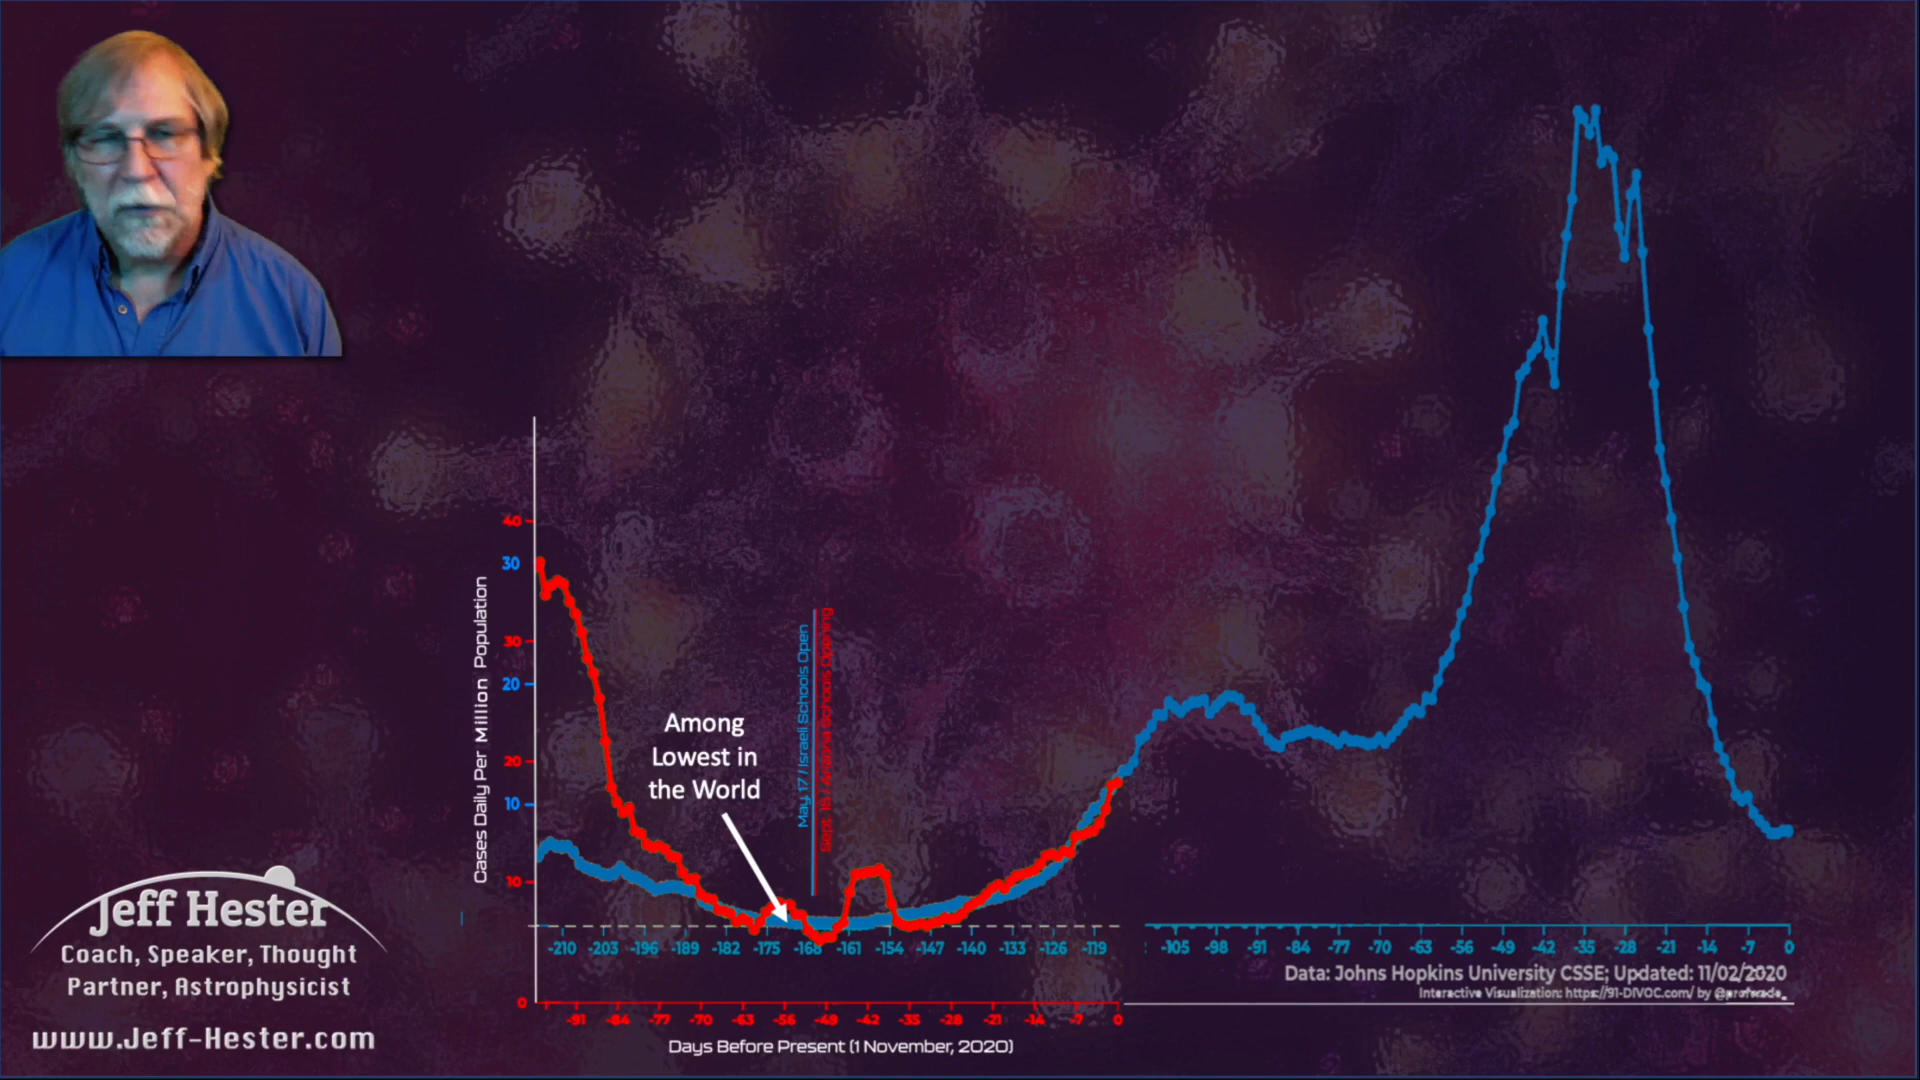 Among
Lowest in
the World
Cases Daily Per Million Population
40
30
30
20
20
10
10
0
May 17 / Israeli Schools Open
Sept. 15 / Arizona Schools Opening
-210 -203 -196 -189 -182 -175 -168 -161 -154 -147 -140 -133 -126 -119 -105 -98 -91 -84 -77 -70 -63 -56 -49 -42 -35 -28 -21 -14 -7 0
Data: Johns Hopkins University CSSE; Updated: 11/02/2020
Interactive Visualization: https://91-DIVOC.com/ by
-91 -84 -77 -70 -63 -56 -49 -42 -35 -28 -21 -14 -7 0
Days Before Present (1 November, 2020)
Jeff Hester
Coach, Speaker, Thought
Partner, Astrophysicist
www.Jeff-Hester.com